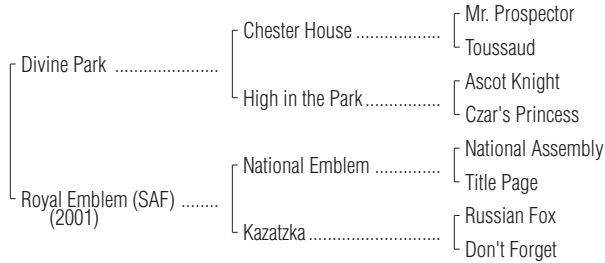 Mr. Prospector
Chester House ..................
Toussaud
Divine Park ......................
Ascot Knight
High in the Park................
Czar's Princess
National Assembly
National Emblem ..............
Title Page
Royal Emblem (SAF) ........
(2001)
Russian Fox
Kazatzka............................
Don't Forget